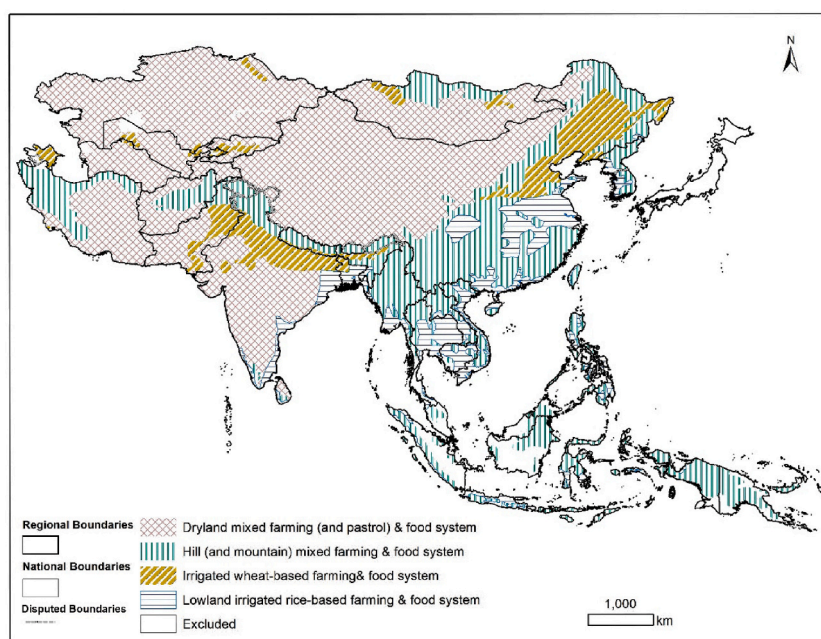 N
Regional Boundaries
National Boundaries
Disputed Boundaries
Dryland mixed farming (and pastrol) & food system
Hill (and mountain) mixed farming & food system
Irrigated wheat-based farming& food system
Lowland irrigated rice-based farming & food system
Excluded
1,000
km